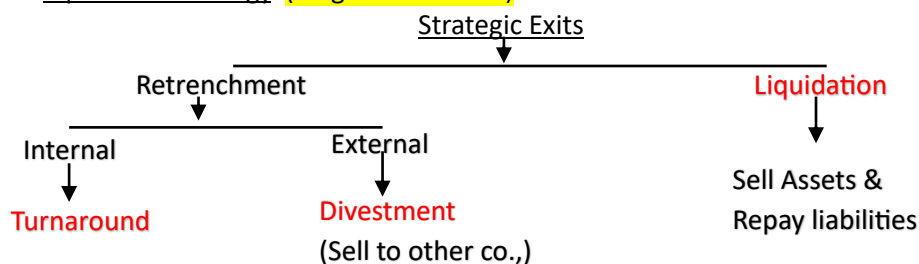 Strategic Exits
Retrenchment
Liquidation
Internal
External
Sell Assets &
Repay liabilities
Turnaround
Divestment
(Sell to other co.,)